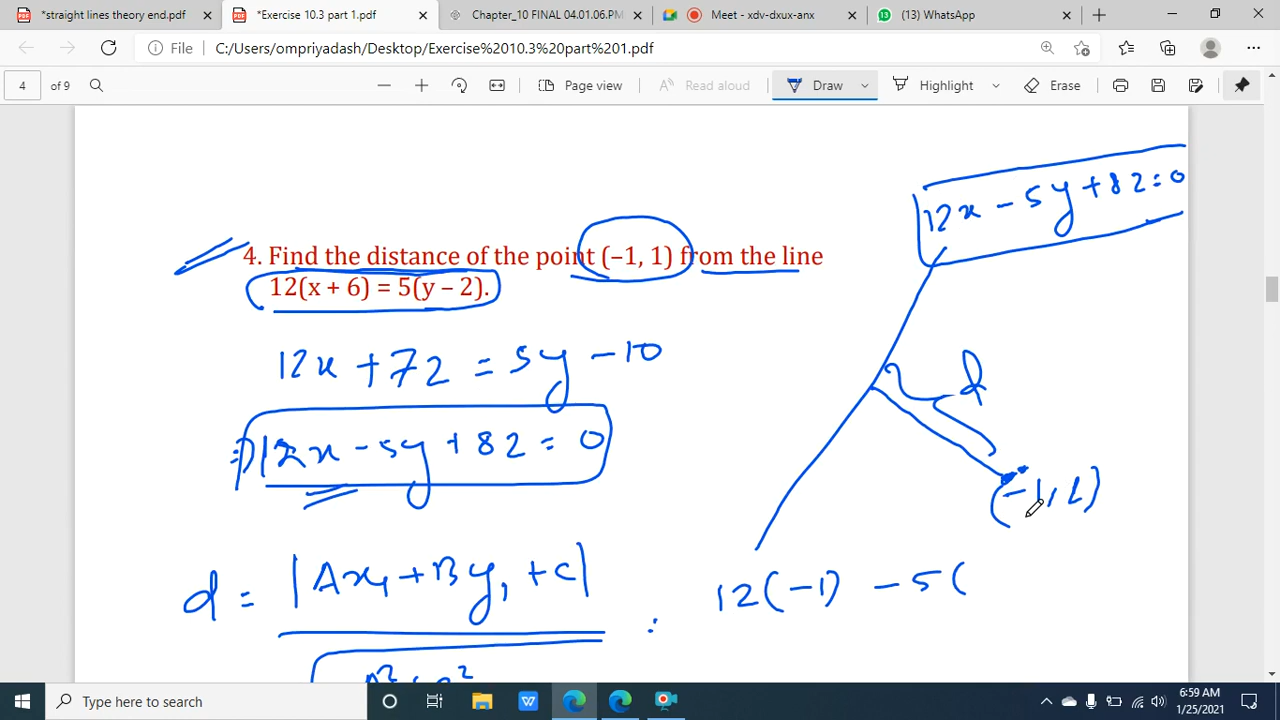 *straight lines theory end.pdf
*Exercise 10.3 part 1.pdf
Chapter_10 FINAL 04.01.06.PM
Meet - xdv-dxux-anx
(13) WhatsApp
File
C:/Users/ompriyadash/Desktop/Exercise%2010.3%20part%201.pdf
4 of 9
Page view
Read aloud
Draw
Highlight
Erase
12x - 5y + 82 = 0
4. Find the distance of the point (–1, 1) from the line
12(x + 6) = 5(y – 2).
12x + 72 = 5y - 10
⇒ 12x - 5y + 82 = 0
d
(-1, 1)
d = |Ax₁ + By₁ + C|
: 12(-1) - 5(
Type here to search
6:59 AM
1/25/2021